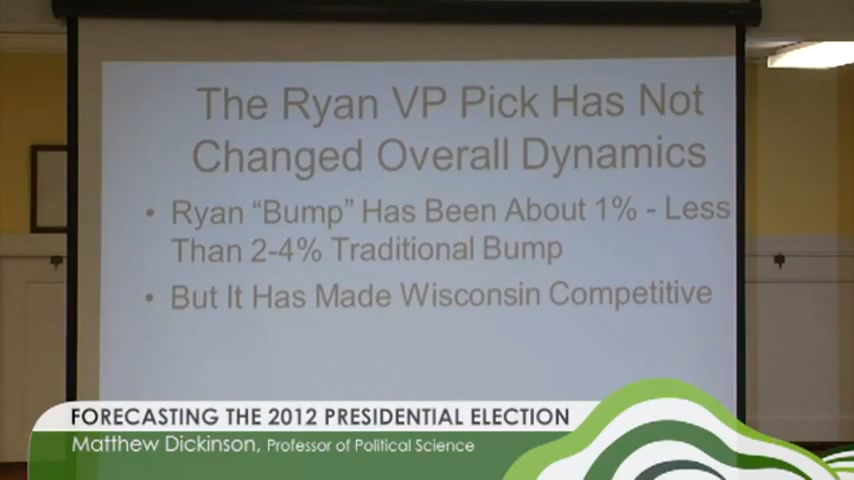 The Ryan VP Pick Has Not
Changed Overall Dynamics
• Ryan “Bump” Has Been About 1% - Less
Than 2-4% Traditional Bump
• But It Has Made Wisconsin Competitive
FORECASTING THE 2012 PRESIDENTIAL ELECTION
Matthew Dickinson, Professor of Political Science